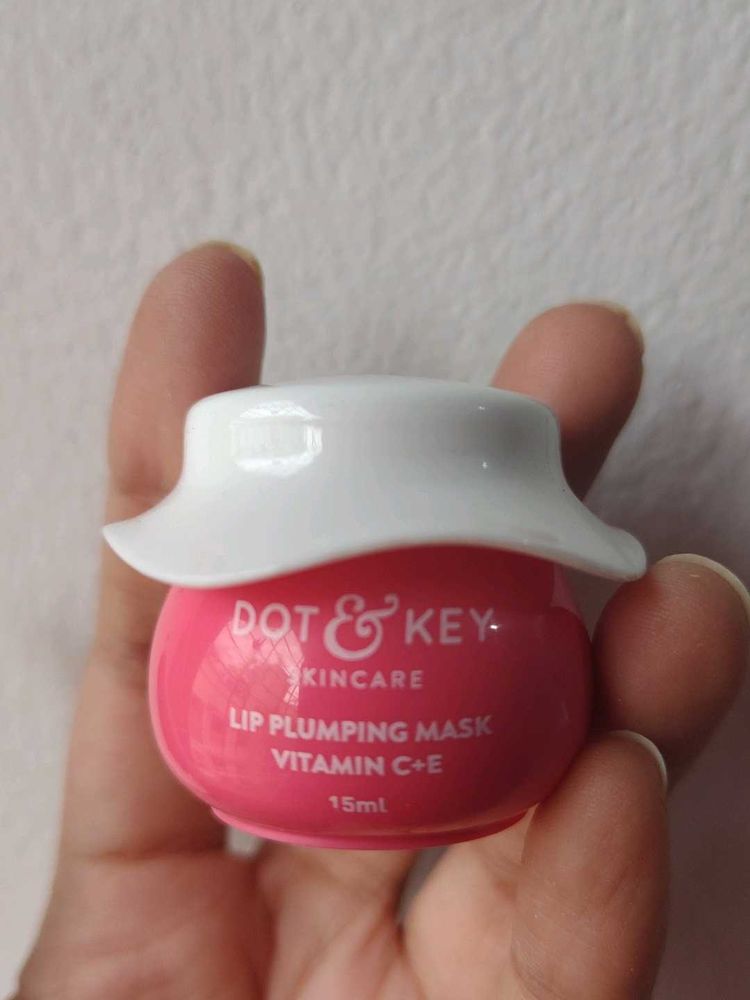 DOT & KEY
SKINCARE
LIP PLUMPING MASK
VITAMIN C+E
15ml